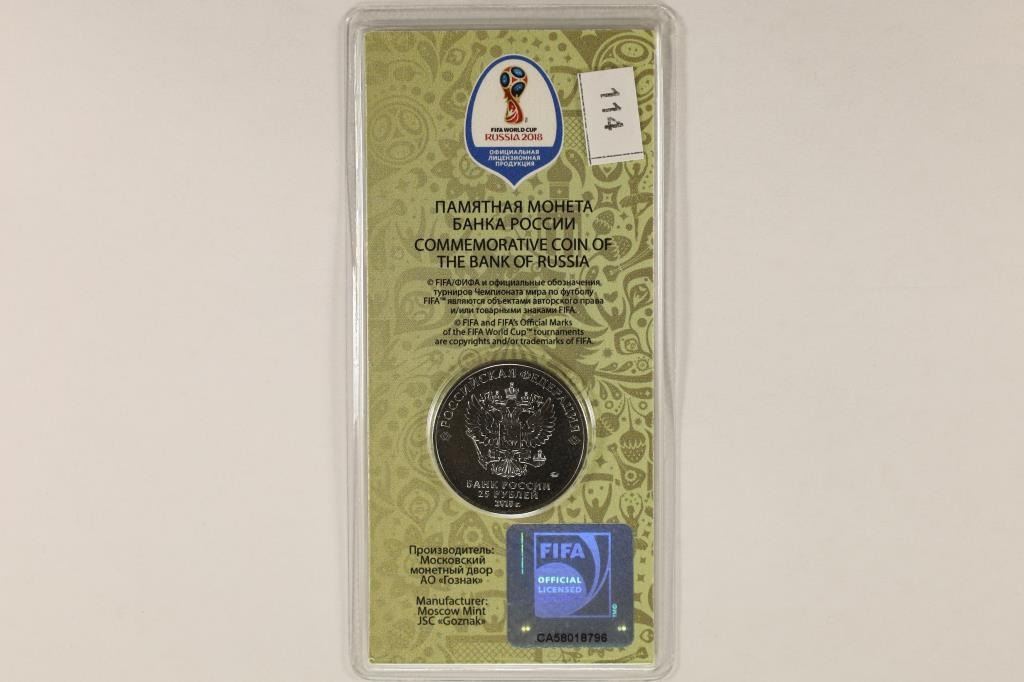 FIFA WORLD CUP
RUSSIA 2018
ОФИЦИАЛЬНАЯ
ЛИЦЕНЗИОННАЯ
ПРОДУКЦИЯ
114
ПАМЯТНАЯ МОНЕТА
БАНКА РОССИИ
COMMEMORATIVE COIN OF
THE BANK OF RUSSIA
© FIFA/ФИФА и официальные обозначения
турниров Чемпионата мира по футболу
FIFA™ являются объектами авторского права
и/или товарными знаками FIFA.
© FIFA and FIFA's Official Marks
of the FIFA World Cup™ tournaments
are copyrights and/or trademarks of FIFA.
РОССИЙСКАЯ ФЕДЕРАЦИЯ
БАНК РОССИИ
25 РУБЛЕЙ
2018 г.
Производитель:
Московский
монетный двор
АО «Гознак»
Manufacturer:
Moscow Mint
JSC «Goznak»
FIFA
OFFICIAL
LICENSED
CA58018796